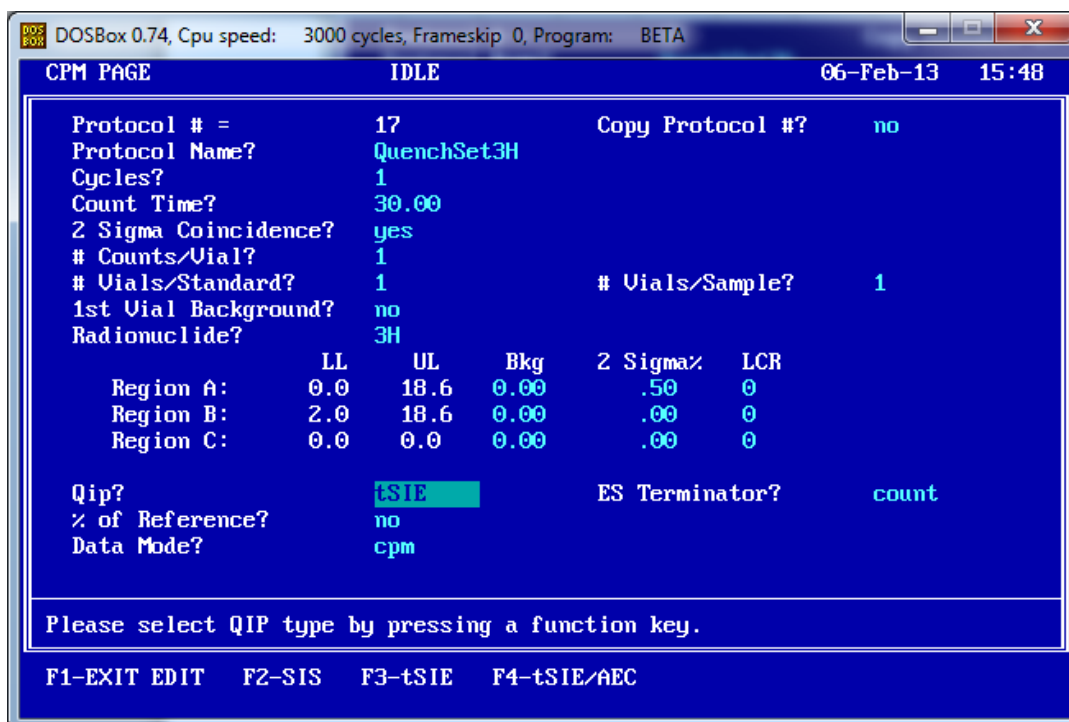 DOS BOX DOSBox 0.74, Cpu speed: 3000 cycles, Frameskip 0, Program: BETA
CPM PAGE IDLE 06-Feb-13 15:48
Protocol # = 17 Copy Protocol #? no
Protocol Name? QuenchSet3H
Cycles? 1
Count Time? 30.00
2 Sigma Coincidence? yes
# Counts/Vial? 1
# Vials/Standard? 1 # Vials/Sample? 1
1st Vial Background? no
Radionuclide? 3H
LL UL Bkg 2 Sigma% LCR
Region A: 0.0 18.6 0.00 .50 0
Region B: 2.0 18.6 0.00 .00 0
Region C: 0.0 0.0 0.00 .00 0
Qip? tSIE ES Terminator? count
% of Reference? no
Data Mode? cpm
Please select QIP type by pressing a function key.
F1-EXIT EDIT F2-SIS F3-tSIE F4-tSIE/AEC